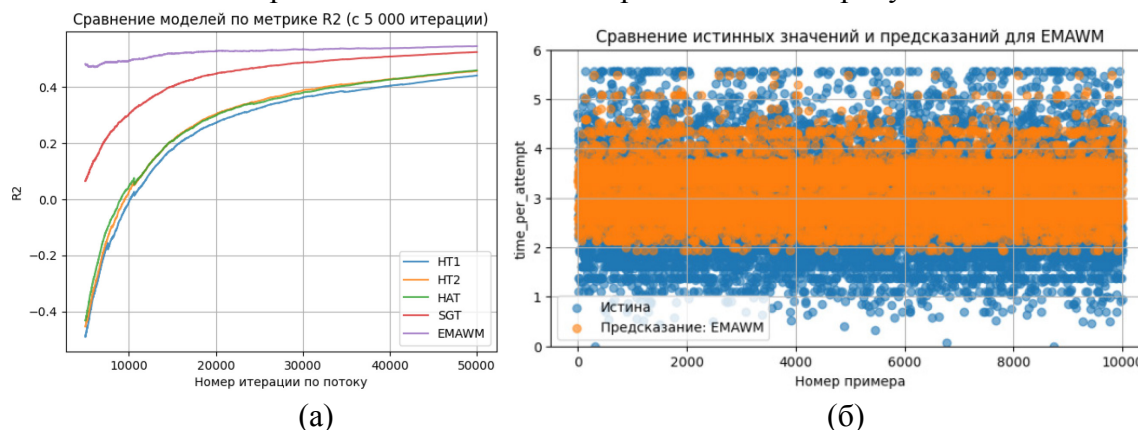 Сравнение моделей по метрике R2 (с 5 000 итерации)
R2
0.4
0.2
0.0
−0.2
−0.4
HT1
HT2
HAT
SGT
EMAWM
10000
20000
30000
40000
50000
Номер итерации по потоку
(а)
Сравнение истинных значений и предсказаний для EMAWM
time_per_attempt
6
5
4
3
2
1
0
Истина
Предсказание: EMAWM
0
2000
4000
6000
8000
10000
Номер примера
(б)